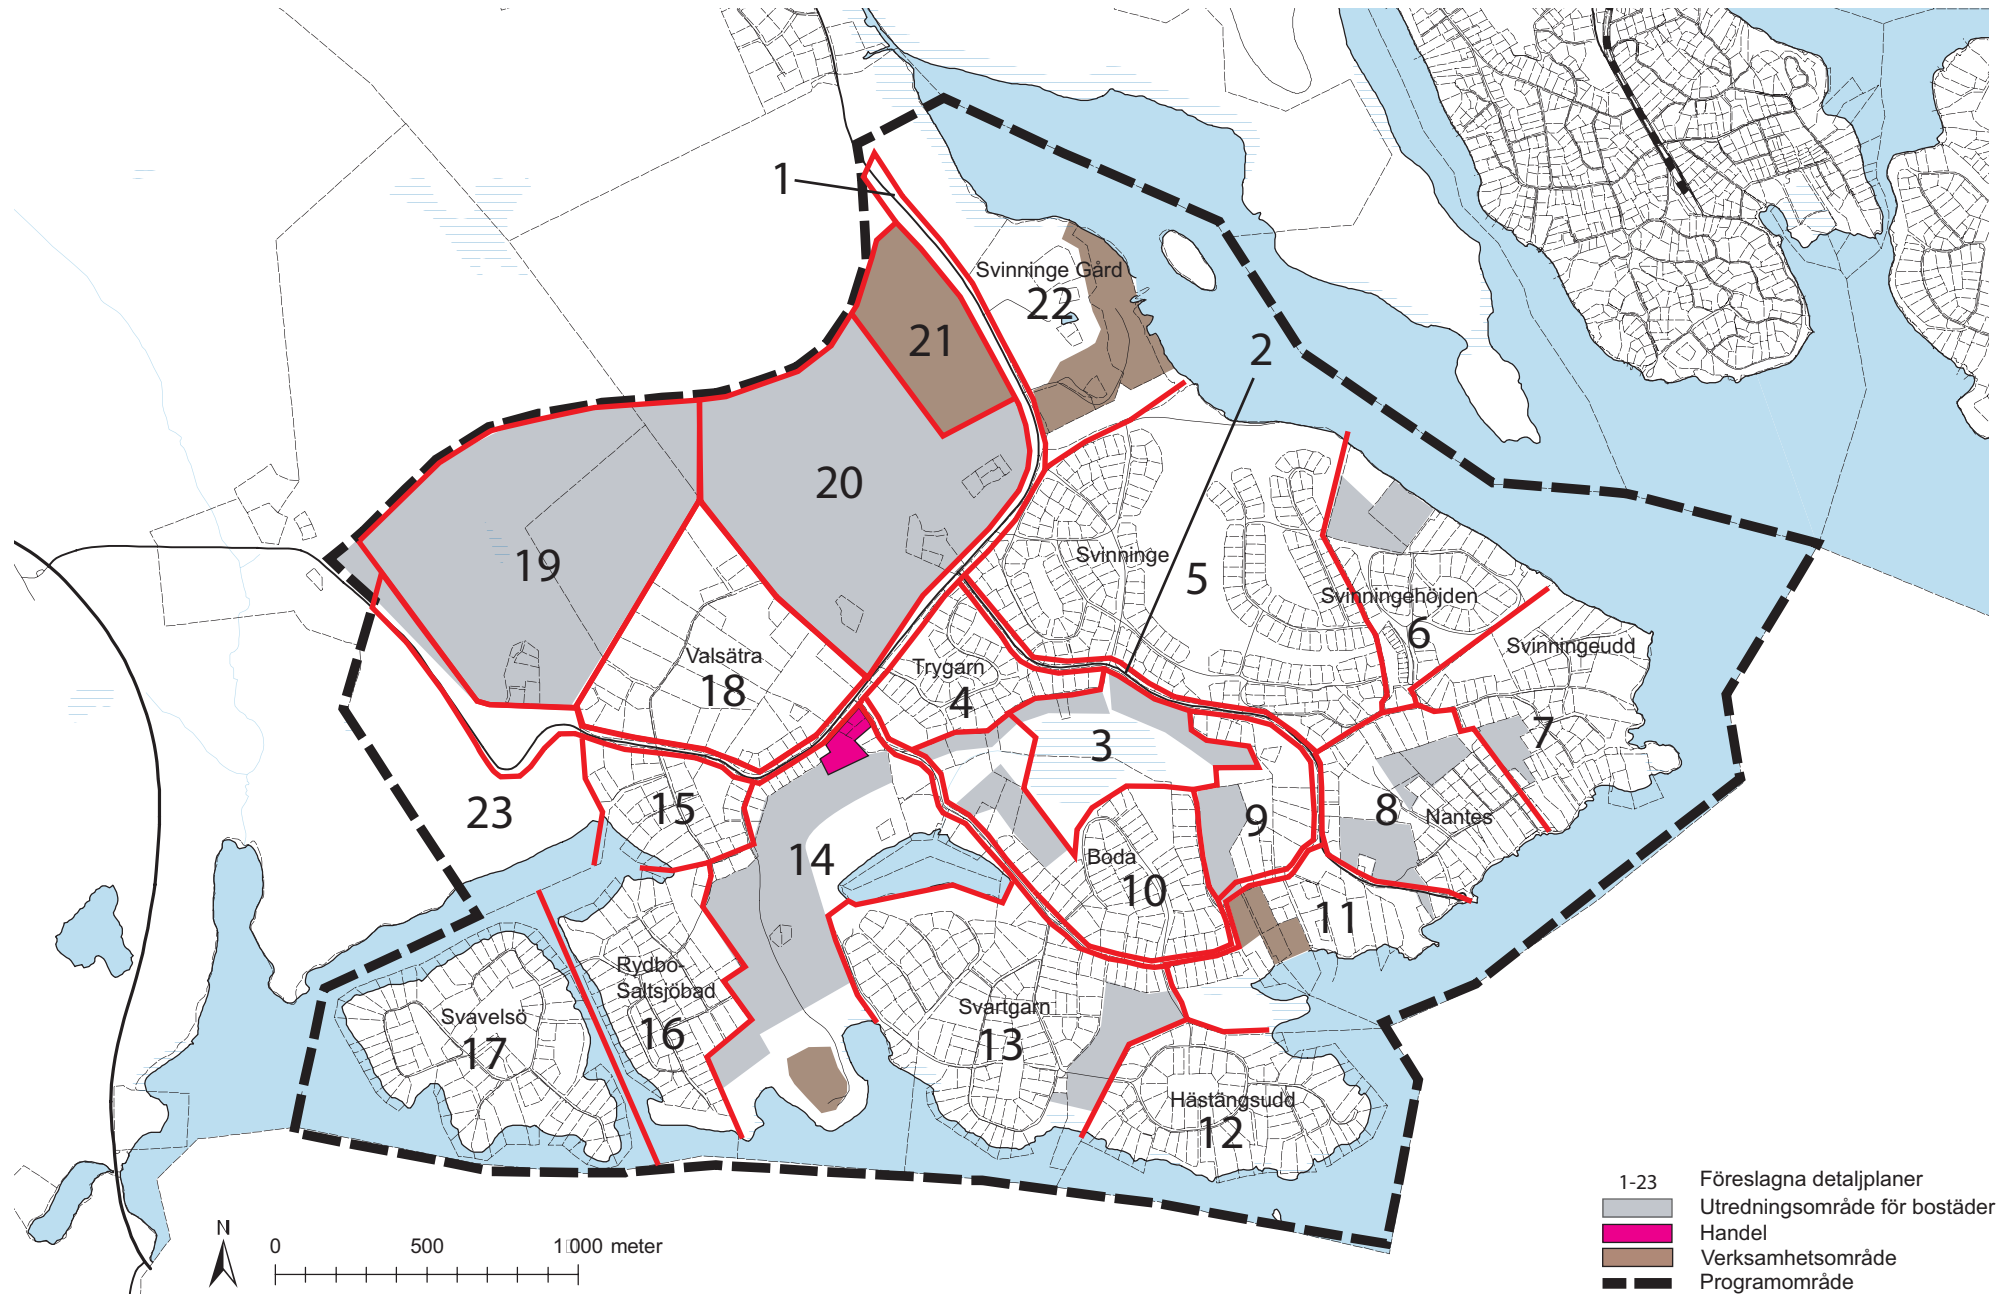 1
Svinninge Gård
22
21
2
20
19
Svinninge
5
Svinningehöjden
6
Svinningeudd
Valsätra
18
Trygarn
4
3
7
23
15
14
9
8
Nantes
Boda
10
11
Rydbo-
Saltsjöbad
16
Svavelsö
17
Svartgarn
13
Hästängsudd
12
N
0 500 1 000 meter
1-23 Föreslagna detaljplaner
Utredningsområde för bostäder
Handel
Verksamhetsområde
Programområde